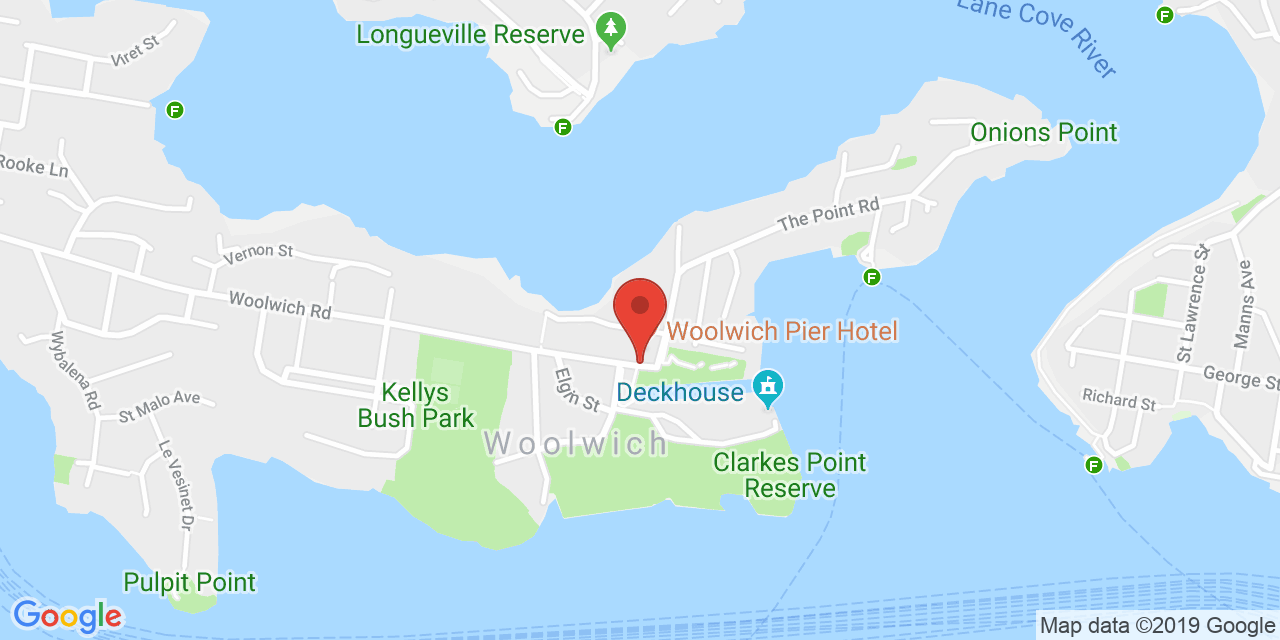 Lane Cove River
Longueville Reserve
F
Viret St
F
F
Onions Point
Rooke Ln
The Point Rd
Vernon St
F
St Lawrence St
Manns Ave
Woolwich Rd
Woolwich Pier Hotel
Wybalena Rd
Elgin St
Deckhouse
George St
Kellys
Bush Park
St Malo Ave
Richard St
Woolwich
Le Vesinet Dr
Clarkes Point
Reserve
F
Pulpit Point
Google
Map data ©2019 Google